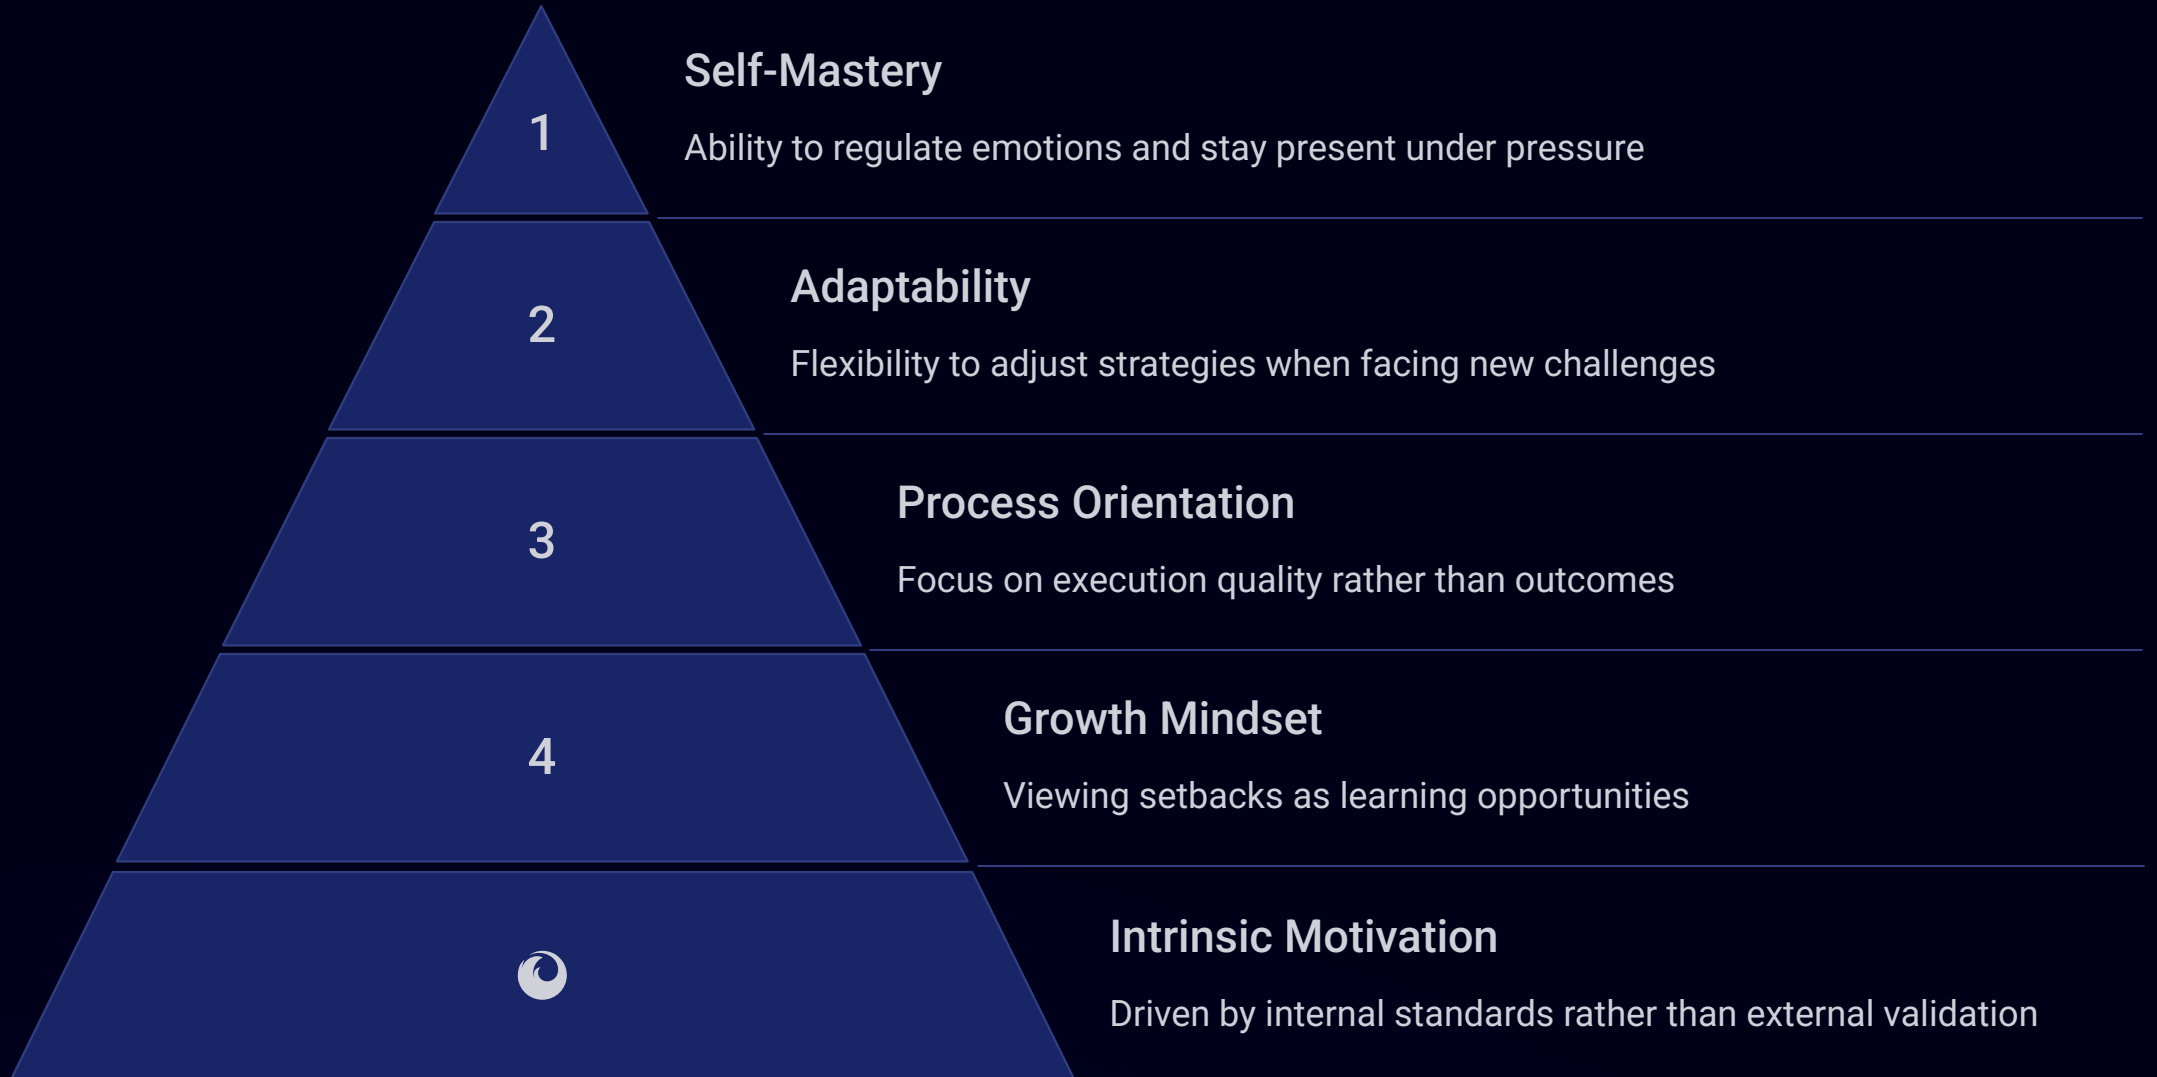 1
Self-Mastery
Ability to regulate emotions and stay present under pressure
2
Adaptability
Flexibility to adjust strategies when facing new challenges
3
Process Orientation
Focus on execution quality rather than outcomes
4
Growth Mindset
Viewing setbacks as learning opportunities
Intrinsic Motivation
Driven by internal standards rather than external validation